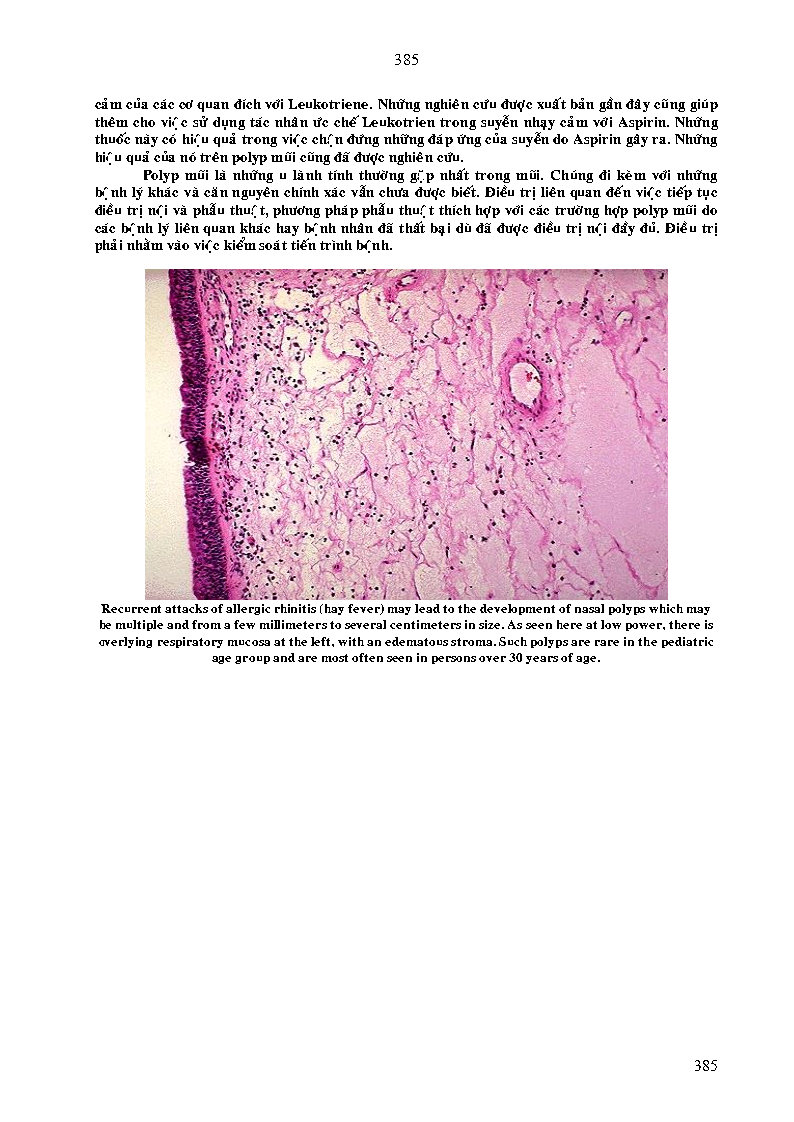 385
cảm của các cơ quan đích với Leukotriene. Những nghiên cứu được xuất bản gần đây cũng giúp
thêm cho việc sử dụng tác nhân ức chế Leukotrien trong suyễn nhạy cảm với Aspirin. Những
thuốc này có hiệu quả trong việc chặn đứng những đáp ứng của suyễn do Aspirin gây ra. Những
hiệu quả của nó trên polyp mũi cũng đã được nghiên cứu.
Polyp mũi là những u lành tính thường gặp nhất trong mũi. Chúng đi kèm với những
bệnh lý khác và căn nguyên chính xác vẫn chưa được biết. Điều trị liên quan đến việc tiếp tục
điều trị nội và phẫu thuật, phương pháp phẫu thuật thích hợp với các trường hợp polyp mũi do
các bệnh lý liên quan khác hay bệnh nhân đã thất bại dù đã được điều trị nội đầy đủ. Điều trị
phải nhằm vào việc kiểm soát tiến trình bệnh.
Recurrent attacks of allergic rhinitis (hay fever) may lead to the development of nasal polyps which may
be multiple and from a few millimeters to several centimeters in size. As seen here at low power, there is
overlying respiratory mucosa at the left, with an edematous stroma. Such polyps are rare in the pediatric
age group and are most often seen in persons over 30 years of age.
385